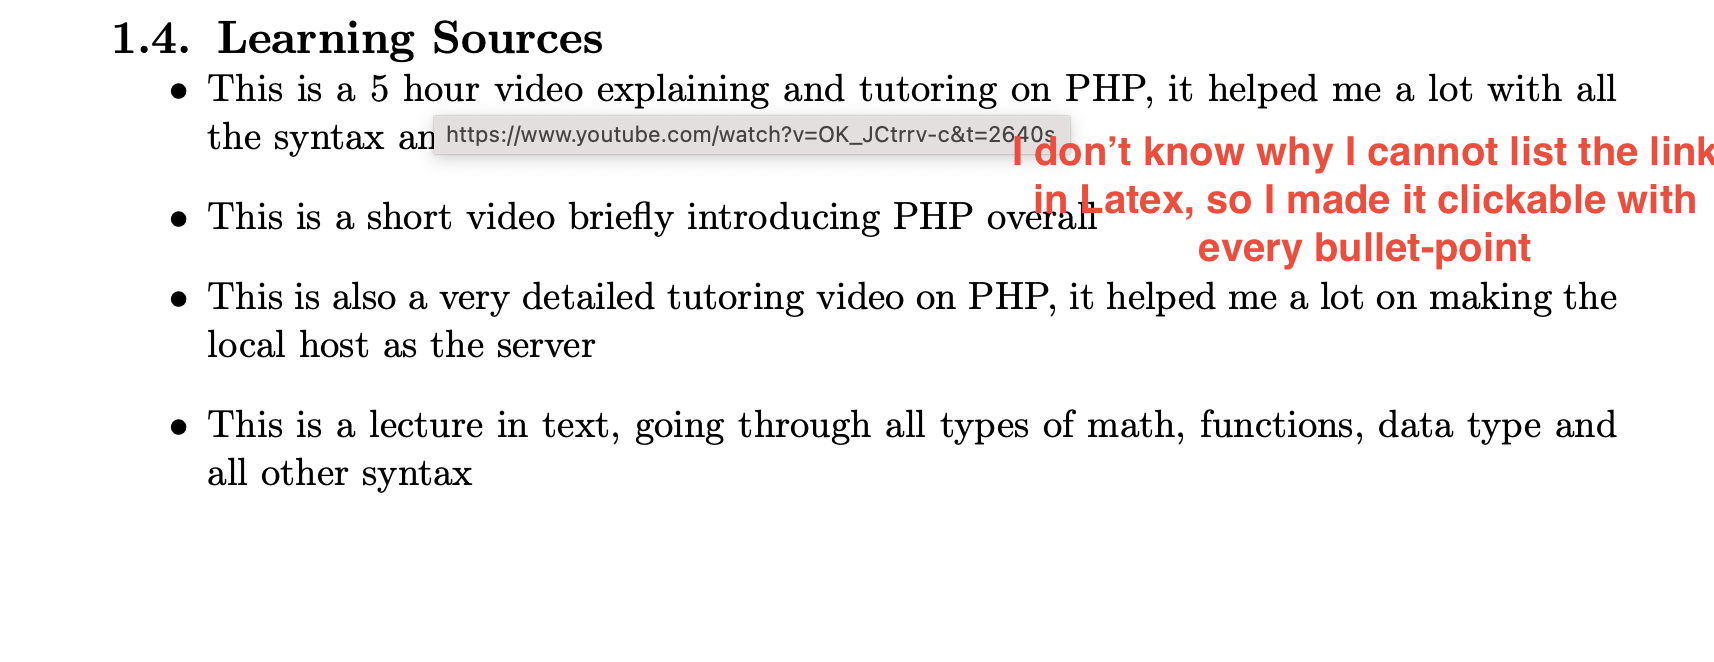 1.4. Learning Sources
• This is a 5 hour video explaining and tutoring on PHP, it helped me a lot with all
the syntax an
https://www.youtube.com/watch?v=OK_JCtrrv-c&t=2640s
I don’t know why I cannot list the link
in Latex, so I made it clickable with
every bullet-point
• This is a short video briefly introducing PHP overall
• This is also a very detailed tutoring video on PHP, it helped me a lot on making the
local host as the server
• This is a lecture in text, going through all types of math, functions, data type and
all other syntax